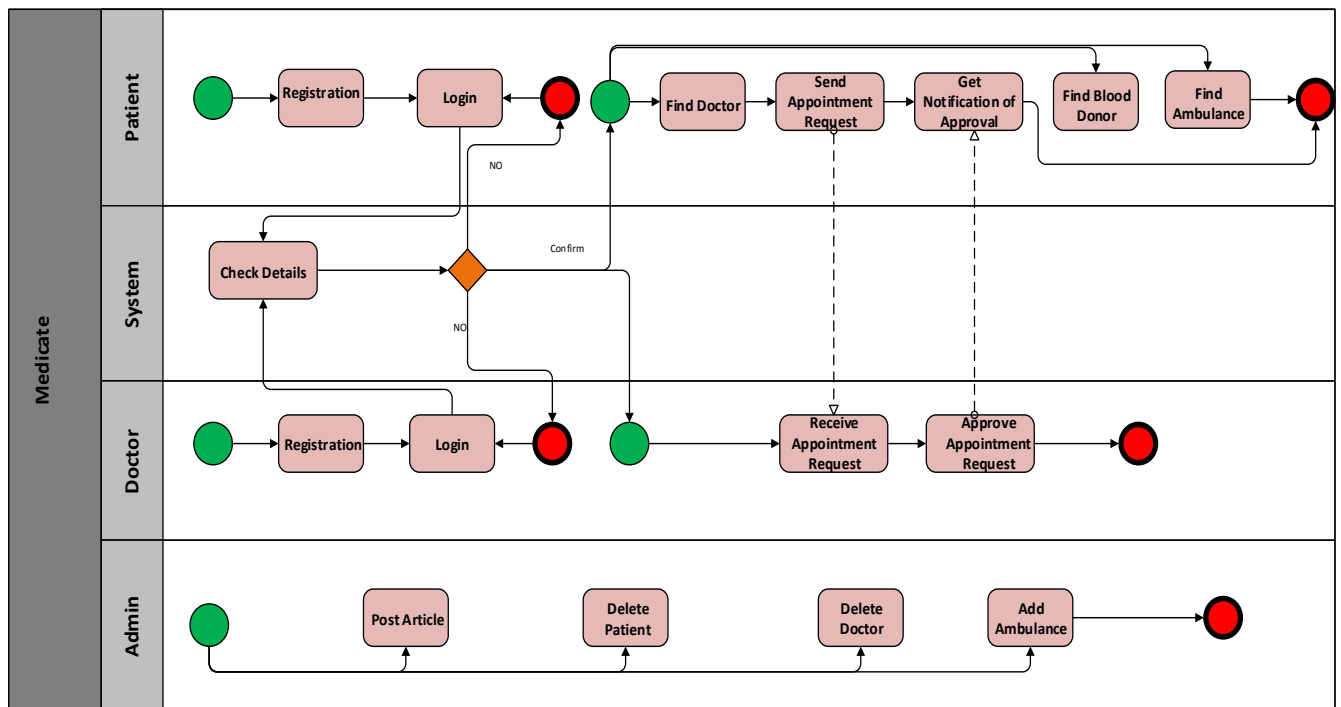 Medicate
Patient
Registration
Login
Find Doctor
Send
Appointment
Request
Get
Notification of
Approval
Find Blood
Donor
Find
Ambulance
NO
System
Check Details
Confirm
NO
Doctor
Registration
Login
Receive
Appointment
Request
Approve
Appointment
Request
Admin
Post Article
Delete
Patient
Delete
Doctor
Add
Ambulance